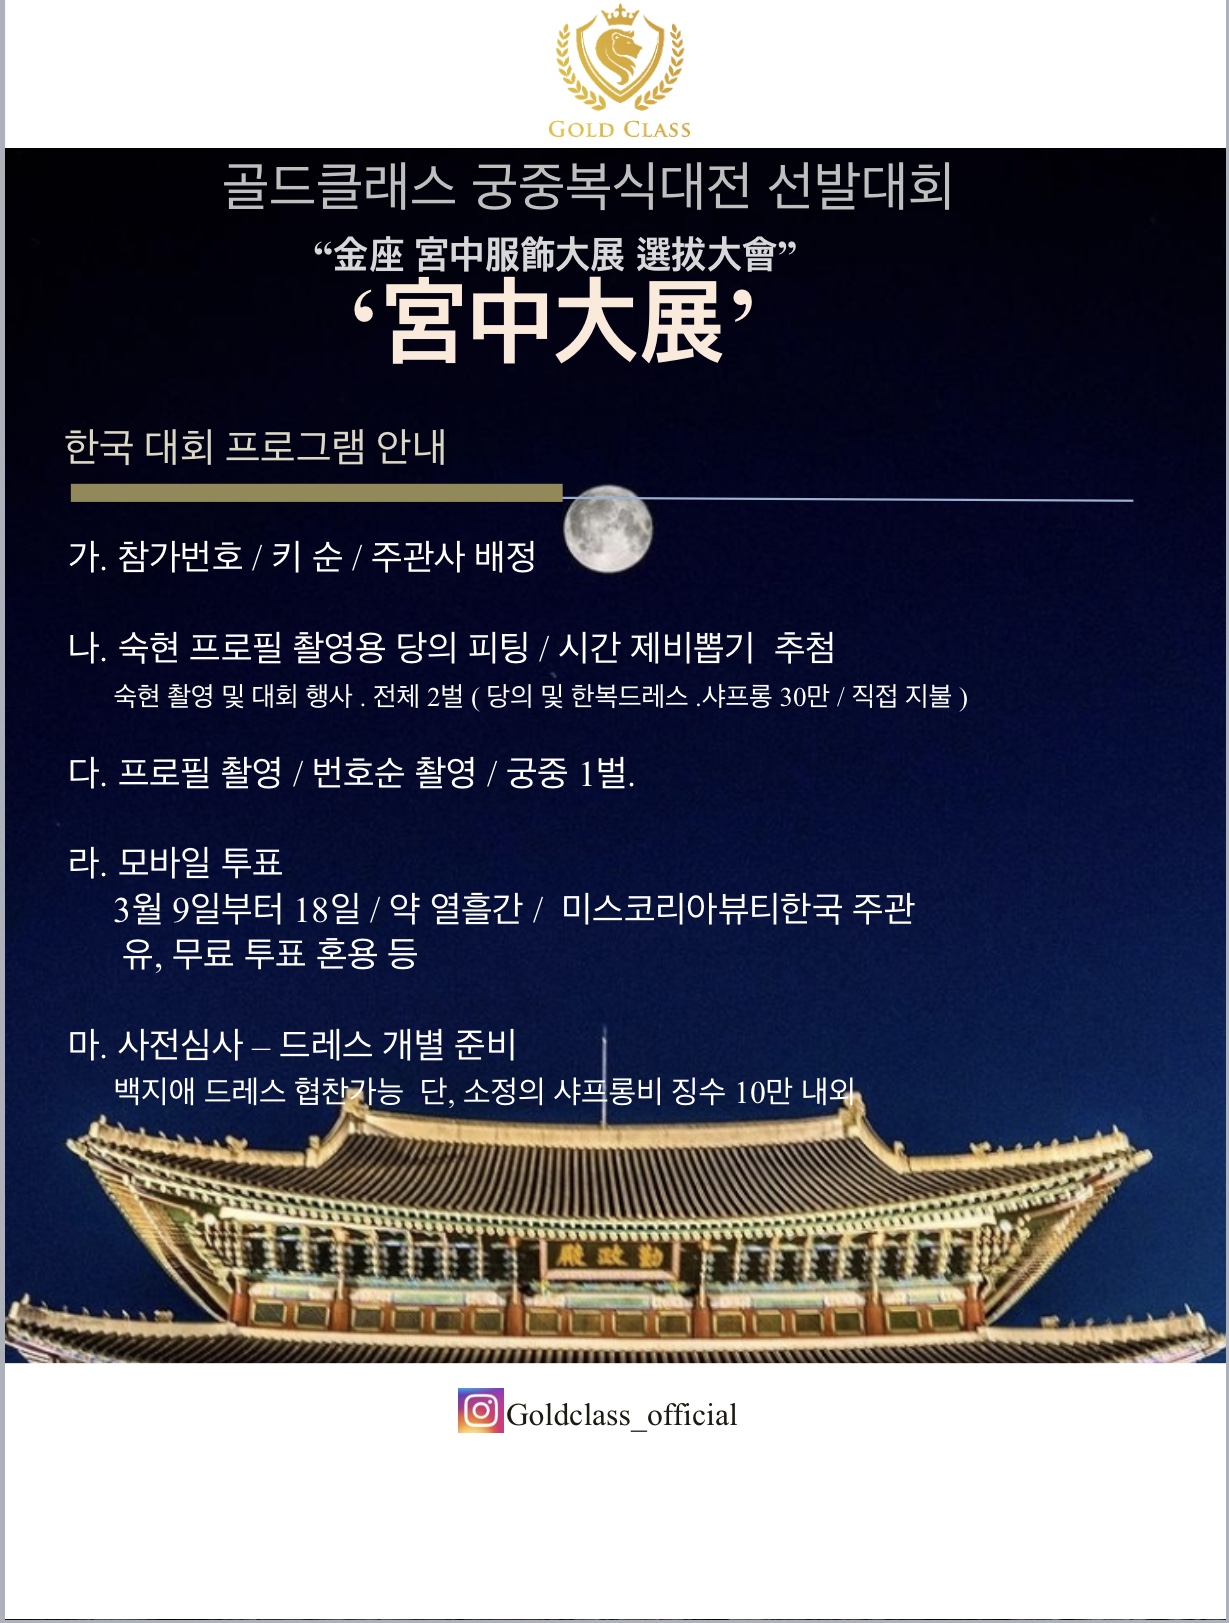 GOLD CLASS
골드클래스 궁중복식대전 선발대회
“金座 宮中服飾大展 選拔大會”
‘宮中大展’
한국 대회 프로그램 안내
가. 참가번호 / 키 순 / 주관사 배정
나. 숙현 프로필 촬영용 당의 피팅 / 시간 제비뽑기 추첨
숙현 촬영 및 대회 행사 . 전체 2벌 ( 당의 및 한복드레스 .샤프롱 30만 / 직접 지불 )
다. 프로필 촬영 / 번호순 촬영 / 궁중 1벌.
라. 모바일 투표
3월 9일부터 18일 / 약 열흘간 / 미스코리아뷰티한국 주관
유, 무료 투표 혼용 등
마. 사전심사 – 드레스 개별 준비
백지애 드레스 협찬가능 단, 소정의 샤프롱비 징수 10만 내외
殿政勤
Goldclass_official